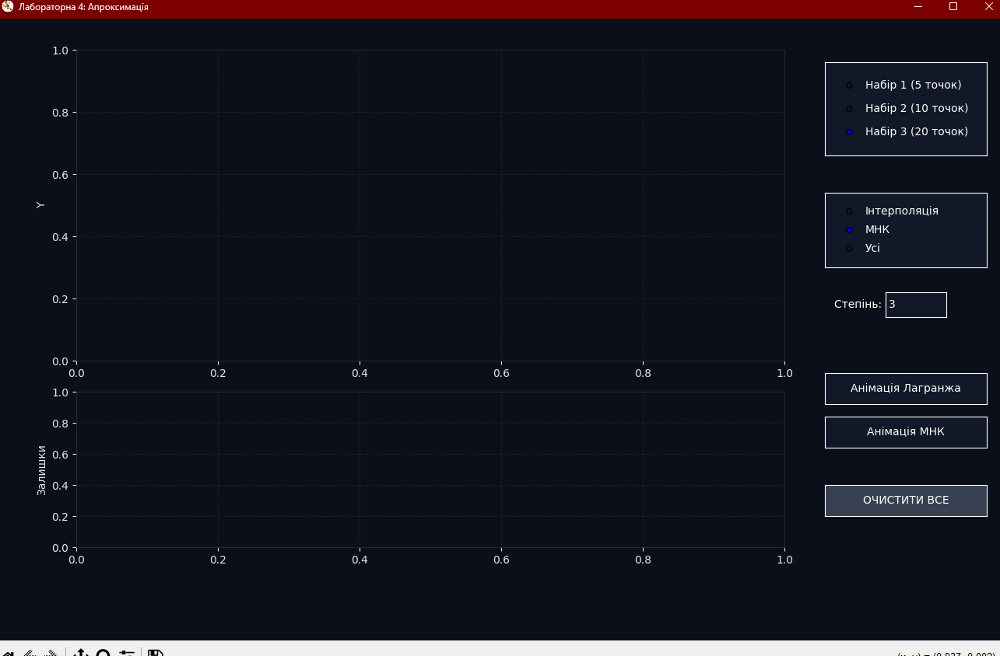 Лабораторна 4: Апроксимація
1.0
0.8
0.6
0.4
0.2
0.0
Y
0.0 0.2 0.4 0.6 0.8 1.0
1.0
0.8
0.6
0.4
0.2
0.0
Залишки
0.0 0.2 0.4 0.6 0.8 1.0
Набір 1 (5 точок)
Набір 2 (10 точок)
Набір 3 (20 точок)
Інтерполяція
МНК
Усі
Степінь: 3
Анімація Лагранжа
Анімація МНК
ОЧИСТИТИ ВСЕ